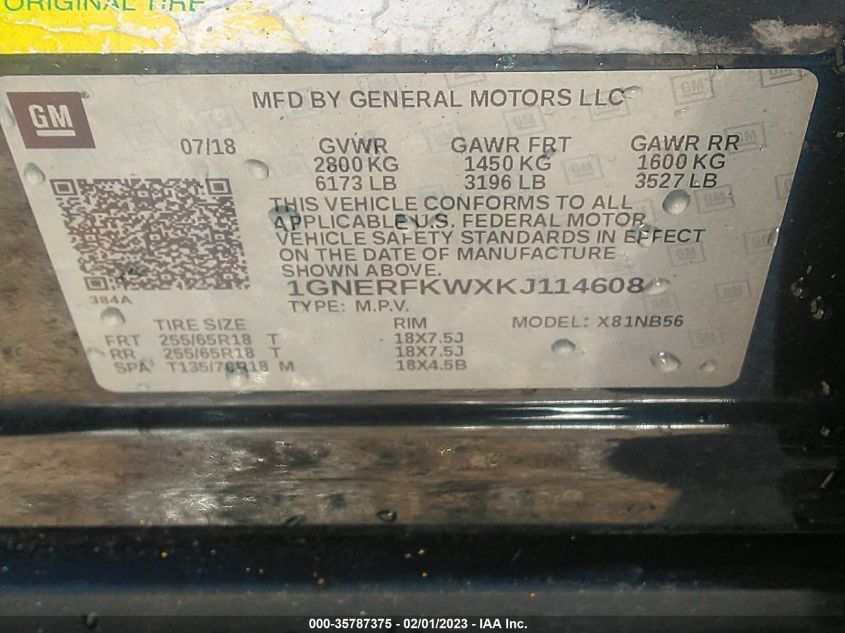 ORIGINAL TIRE
GM
MFD BY GENERAL MOTORS LLC
07/18 GVWR GAWR FRT GAWR RR
2800 KG 1450 KG 1600 KG
6173 LB 3196 LB 3527 LB
THIS VEHICLE CONFORMS TO ALL
APPLICABLE U.S. FEDERAL MOTOR
VEHICLE SAFETY STANDARDS IN EFFECT
ON THE DATE OF MANUFACTURE
SHOWN ABOVE.
384A
1GNERFKWXKJ114608
TYPE: M.P.V.
TIRE SIZE RIM MODEL: X81NB56
FRT 255/65R18 T 18X7.5J
RR 255/65R18 T 18X7.5J
SPA T135/70R18 M 18X4.5B
000-35787375 — 02/01/2023 — IAA Inc.